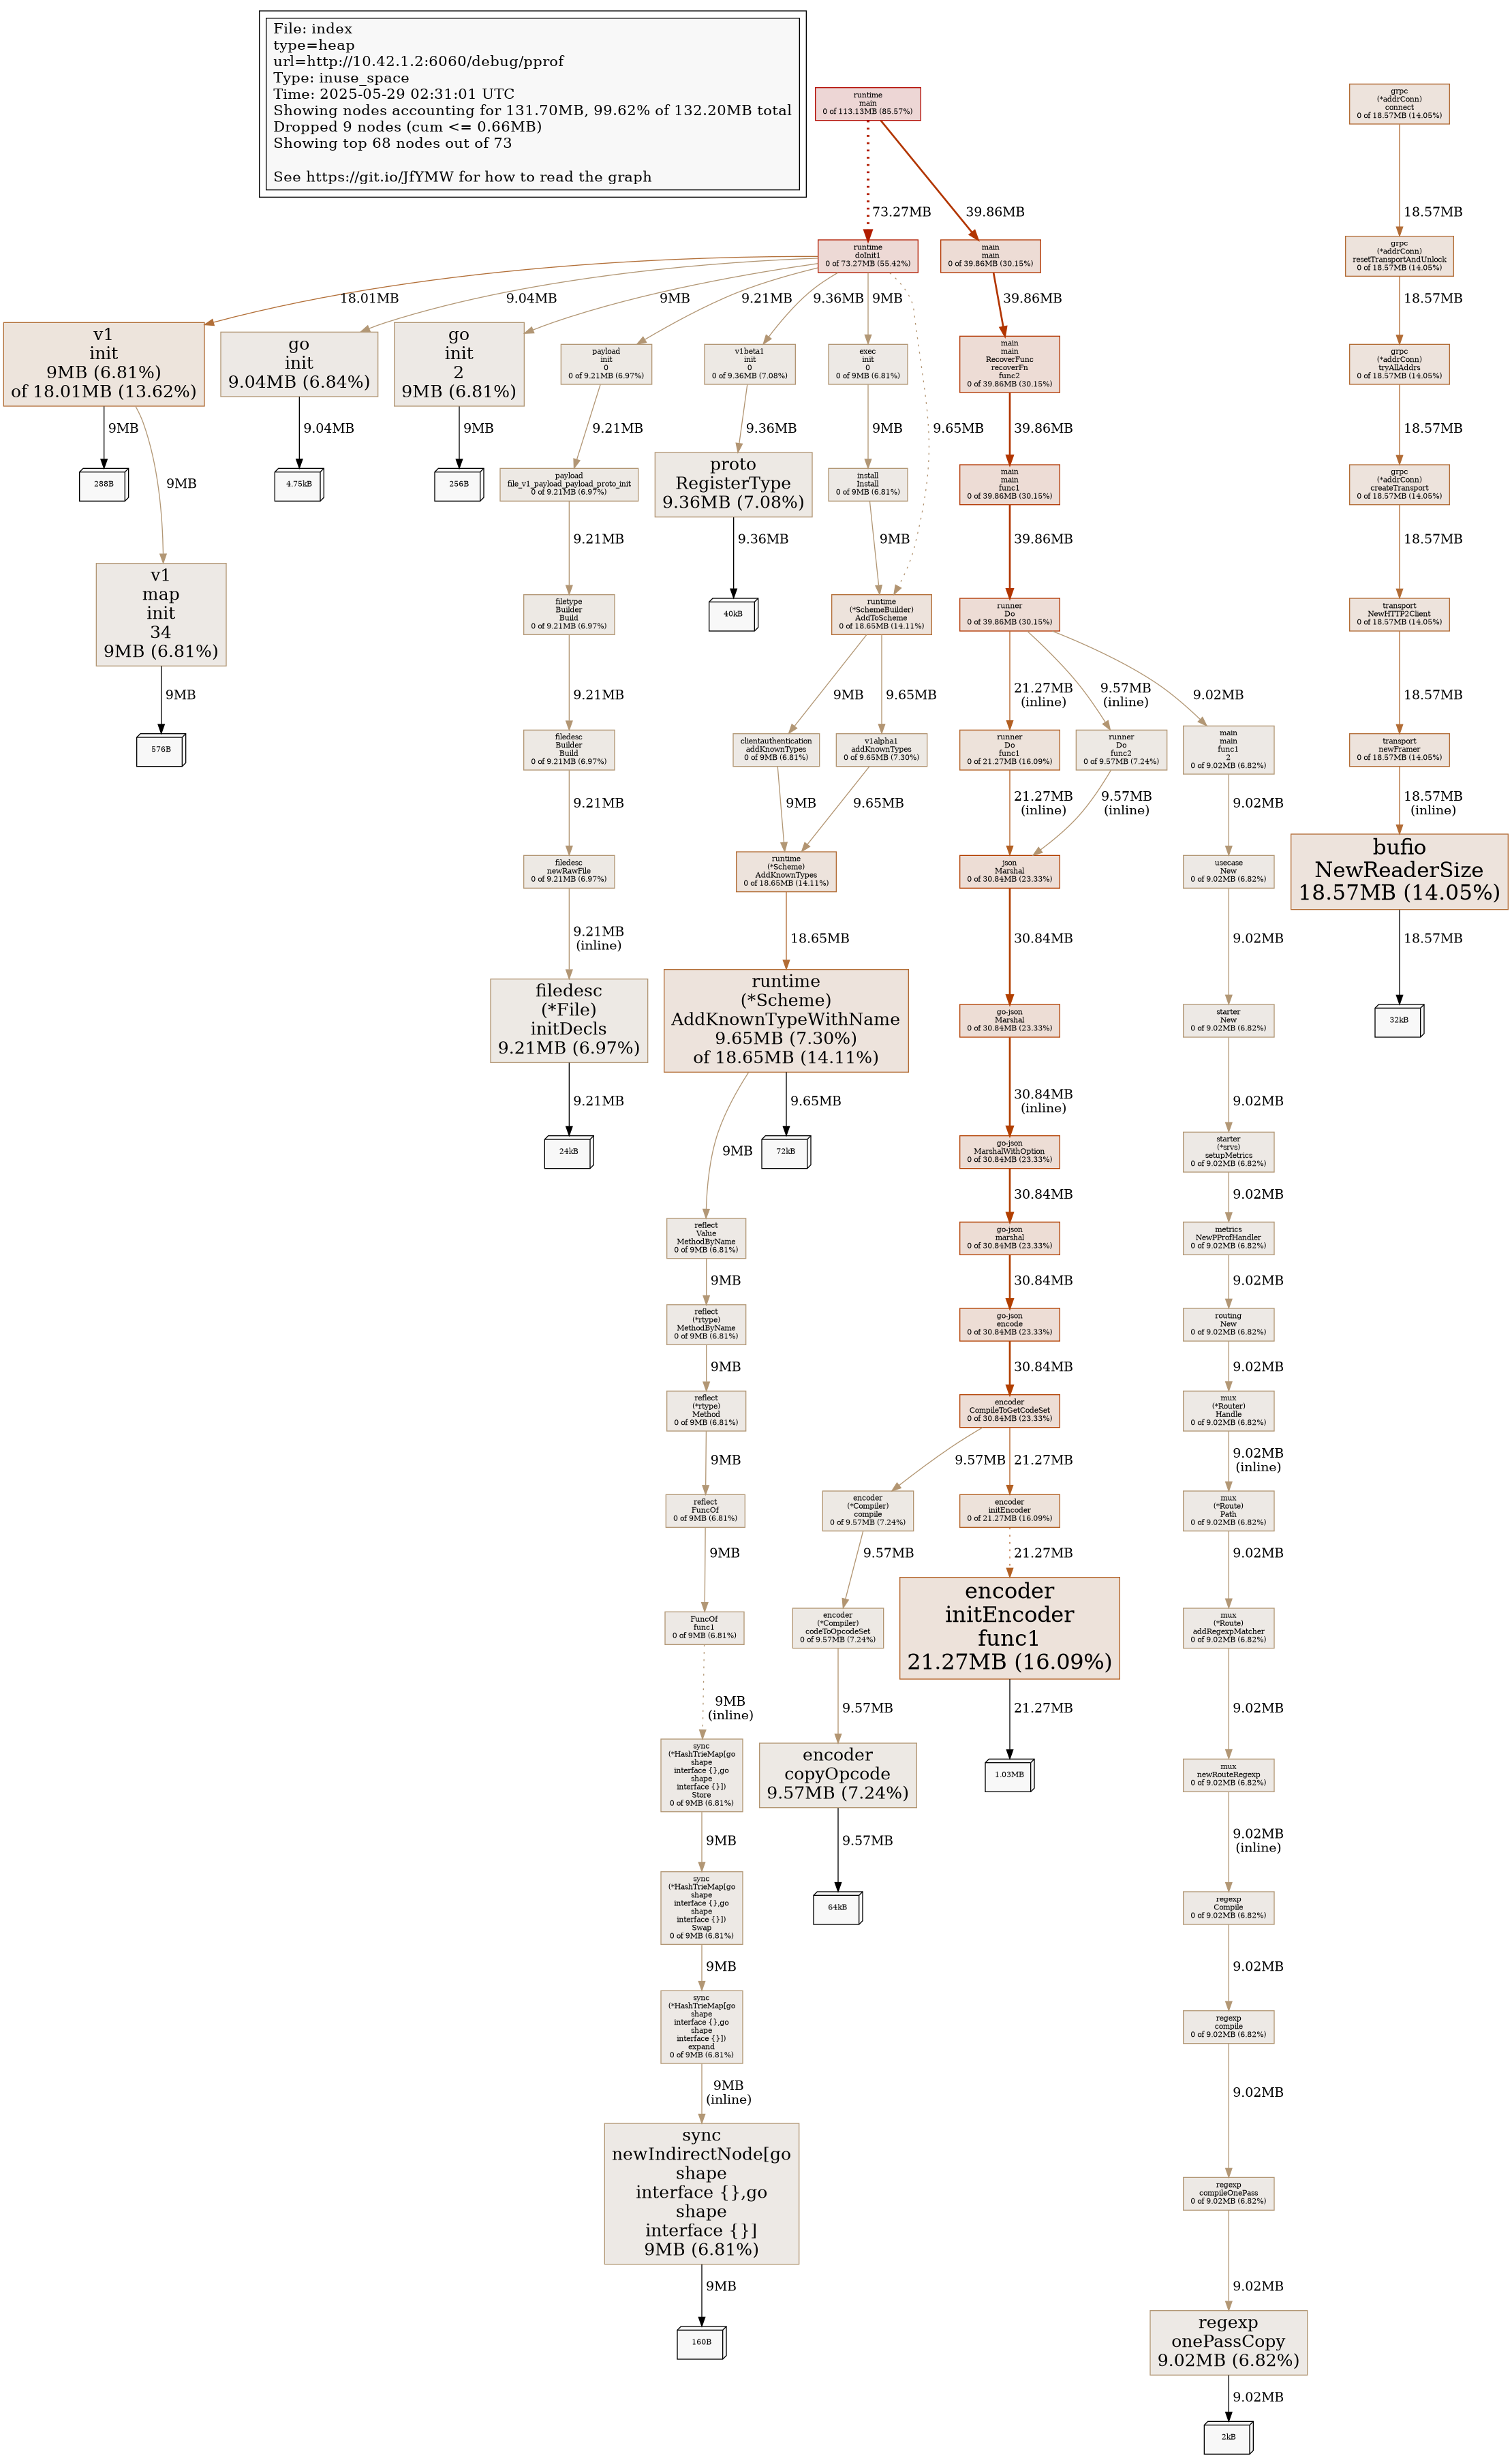 File: index
type=heap
url=http://10.42.1.2:6060/debug/pprof
Type: inuse_space
Time: 2025-05-29 02:31:01 UTC
Showing nodes accounting for 131.70MB, 99.62% of 132.20MB total
Dropped 9 nodes (cum <= 0.66MB)
Showing top 68 nodes out of 73
See https://git.io/JfYMW for how to read the graph
runtime
main
0 of 113.13MB (85.57%)
grpc
(*addrConn)
connect
0 of 18.57MB (14.05%)
73.27MB
39.86MB
18.57MB
runtime
doInit1
0 of 73.27MB (55.42%)
main
main
0 of 39.86MB (30.15%)
grpc
(*addrConn)
resetTransportAndUnlock
0 of 18.57MB (14.05%)
18.01MB
9.04MB
9MB
9.21MB
9.36MB
9MB
39.86MB
18.57MB
v1
init
9MB (6.81%)
of 18.01MB (13.62%)
go
init
9.04MB (6.84%)
go
init
2
9MB (6.81%)
payload
init
0
0 of 9.21MB (6.97%)
v1beta1
init
0
0 of 9.36MB (7.08%)
exec
init
0
0 of 9MB (6.81%)
main
main
RecoverFunc
recoverFn
func2
0 of 39.86MB (30.15%)
grpc
(*addrConn)
tryAllAddrs
0 of 18.57MB (14.05%)
9MB
9.04MB
9MB
9.21MB
9.36MB
9MB
9.65MB
39.86MB
18.57MB
288B
9MB
4.75kB
256B
payload
file_v1_payload_payload_proto_init
0 of 9.21MB (6.97%)
proto
RegisterType
9.36MB (7.08%)
install
Install
0 of 9MB (6.81%)
main
main
func1
0 of 39.86MB (30.15%)
grpc
(*addrConn)
createTransport
0 of 18.57MB (14.05%)
9.21MB
9.36MB
9MB
39.86MB
18.57MB
v1
map
init
34
9MB (6.81%)
filetype
Builder
Build
0 of 9.21MB (6.97%)
40kB
runtime
(*SchemeBuilder)
AddToScheme
0 of 18.65MB (14.11%)
runner
Do
0 of 39.86MB (30.15%)
transport
NewHTTP2Client
0 of 18.57MB (14.05%)
9MB
9.21MB
9MB
9.65MB
21.27MB
(inline)
9.57MB
(inline)
9.02MB
18.57MB
576B
filedesc
Builder
Build
0 of 9.21MB (6.97%)
clientauthentication
addKnownTypes
0 of 9MB (6.81%)
v1alpha1
addKnownTypes
0 of 9.65MB (7.30%)
runner
Do
func1
0 of 21.27MB (16.09%)
runner
Do
func2
0 of 9.57MB (7.24%)
main
main
func1
2
0 of 9.02MB (6.82%)
transport
newFramer
0 of 18.57MB (14.05%)
9.21MB
9MB
9.65MB
21.27MB
(inline)
9.57MB
(inline)
9.02MB
18.57MB
(inline)
filedesc
newRawFile
0 of 9.21MB (6.97%)
runtime
(*Scheme)
AddKnownTypes
0 of 18.65MB (14.11%)
json
Marshal
0 of 30.84MB (23.33%)
usecase
New
0 of 9.02MB (6.82%)
bufio
NewReaderSize
18.57MB (14.05%)
9.21MB
(inline)
18.65MB
30.84MB
9.02MB
18.57MB
filedesc
(*File)
initDecls
9.21MB (6.97%)
runtime
(*Scheme)
AddKnownTypeWithName
9.65MB (7.30%)
of 18.65MB (14.11%)
go-json
Marshal
0 of 30.84MB (23.33%)
starter
New
0 of 9.02MB (6.82%)
32kB
9.21MB
9MB
9.65MB
30.84MB
(inline)
9.02MB
24kB
72kB
go-json
MarshalWithOption
0 of 30.84MB (23.33%)
starter
(*srvs)
setupMetrics
0 of 9.02MB (6.82%)
30.84MB
9.02MB
reflect
Value
MethodByName
0 of 9MB (6.81%)
go-json
marshal
0 of 30.84MB (23.33%)
metrics
NewPProfHandler
0 of 9.02MB (6.82%)
9MB
30.84MB
9.02MB
reflect
(*rtype)
MethodByName
0 of 9MB (6.81%)
go-json
encode
0 of 30.84MB (23.33%)
routing
New
0 of 9.02MB (6.82%)
9MB
30.84MB
9.02MB
reflect
(*rtype)
Method
0 of 9MB (6.81%)
encoder
CompileToGetCodeSet
0 of 30.84MB (23.33%)
mux
(*Router)
Handle
0 of 9.02MB (6.82%)
9MB
9.57MB
21.27MB
9.02MB
(inline)
reflect
FuncOf
0 of 9MB (6.81%)
encoder
(*Compiler)
compile
0 of 9.57MB (7.24%)
encoder
initEncoder
0 of 21.27MB (16.09%)
mux
(*Route)
Path
0 of 9.02MB (6.82%)
9MB
9.57MB
21.27MB
9.02MB
FuncOf
func1
0 of 9MB (6.81%)
encoder
(*Compiler)
codeToOpcodeSet
0 of 9.57MB (7.24%)
encoder
initEncoder
func1
21.27MB (16.09%)
mux
(*Route)
addRegexpMatcher
0 of 9.02MB (6.82%)
9MB
(inline)
9.57MB
21.27MB
9.02MB
sync
(*HashTrieMap[go
shape
interface {},go
shape
interface {}])
Store
0 of 9MB (6.81%)
encoder
copyOpcode
9.57MB (7.24%)
1.03MB
mux
newRouteRegexp
0 of 9.02MB (6.82%)
9MB
9.57MB
9.02MB
(inline)
sync
(*HashTrieMap[go
shape
interface {},go
shape
interface {}])
Swap
0 of 9MB (6.81%)
64kB
regexp
Compile
0 of 9.02MB (6.82%)
9MB
9.02MB
sync
(*HashTrieMap[go
shape
interface {},go
shape
interface {}])
expand
0 of 9MB (6.81%)
regexp
compile
0 of 9.02MB (6.82%)
9MB
(inline)
9.02MB
sync
newIndirectNode[go
shape
interface {},go
shape
interface {}]
9MB (6.81%)
regexp
compileOnePass
0 of 9.02MB (6.82%)
9MB
9.02MB
160B
regexp
onePassCopy
9.02MB (6.82%)
9.02MB
2kB